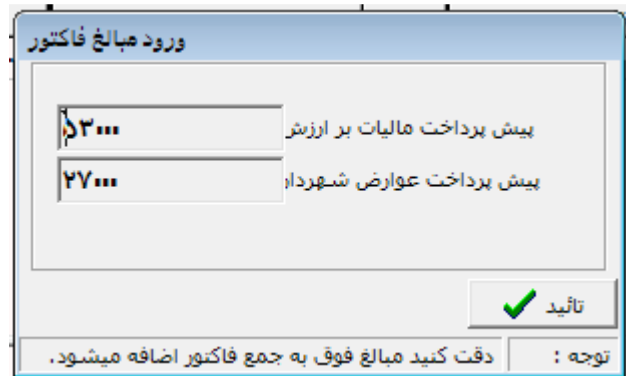 ورود مبالغ فاکتور
پیش پرداخت مالیات بر ارزش ۵۳۰۰۰
پیش پرداخت عوارض شهردار ۲۷۰۰۰
تائید
توجه : دقت کنید مبالغ فوق به جمع فاکتور اضافه میشود.